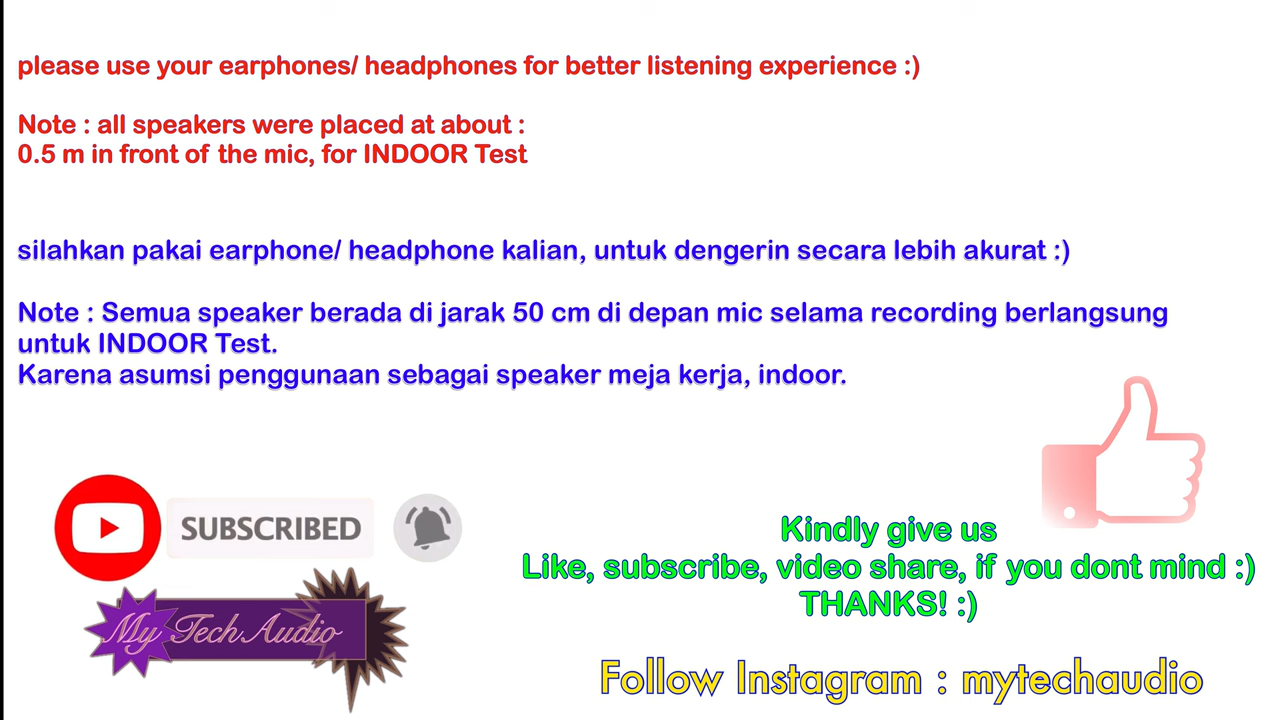 please use your earphones/ headphones for better listening experience :)
Note : all speakers were placed at about :
0.5 m in front of the mic, for INDOOR Test
silahkan pakai earphone/ headphone kalian, untuk dengerin secara lebih akurat :)
Note : Semua speaker berada di jarak 50 cm di depan mic selama recording berlangsung
untuk INDOOR Test.
Karena asumsi penggunaan sebagai speaker meja kerja, indoor.
SUBSCRIBED
My Tech Audio
Kindly give us
Like, subscribe, video share, if you dont mind :)
THANKS! :)
Follow Instagram : mytechaudio